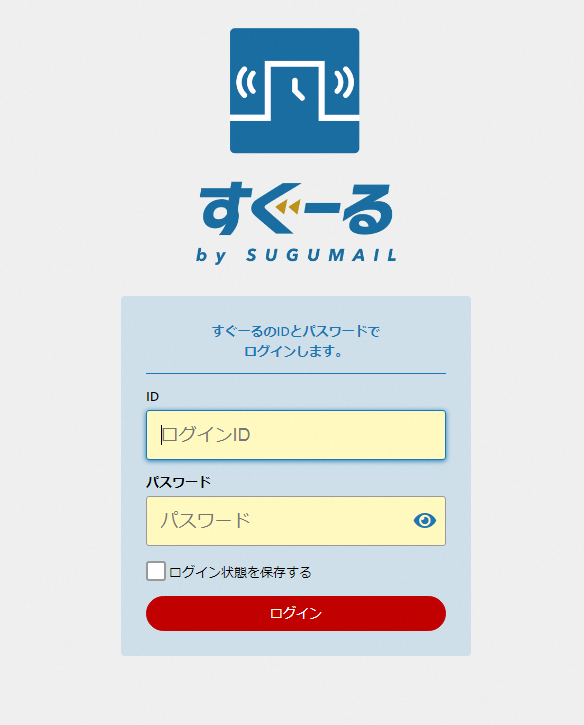 すぐーる
by SUGUMAIL
すぐーるのIDとパスワードで
ログインします。
ID
ログインID
パスワード
パスワード
ログイン状態を保存する
ログイン